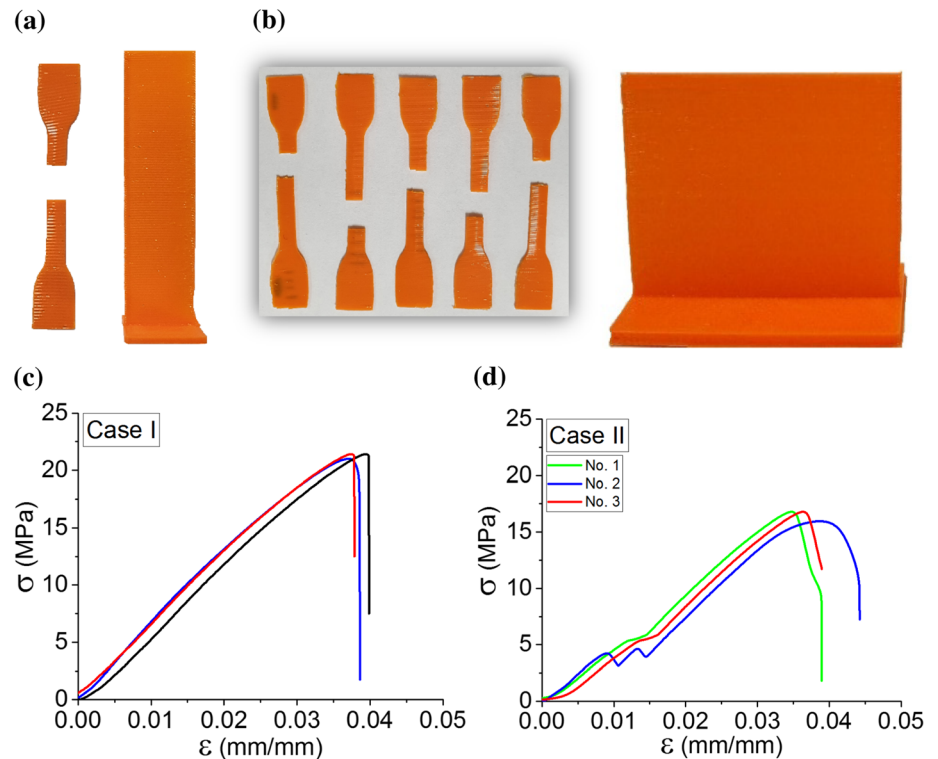 (a)
(b)
(c)
25
20
15
10
5
0
σ (MPa)
Case I
0.00 0.01 0.02 0.03 0.04 0.05
ε (mm/mm)
(d)
25
20
15
10
5
0
σ (MPa)
Case II
No. 1
No. 2
No. 3
0.00 0.01 0.02 0.03 0.04 0.05
ε (mm/mm)